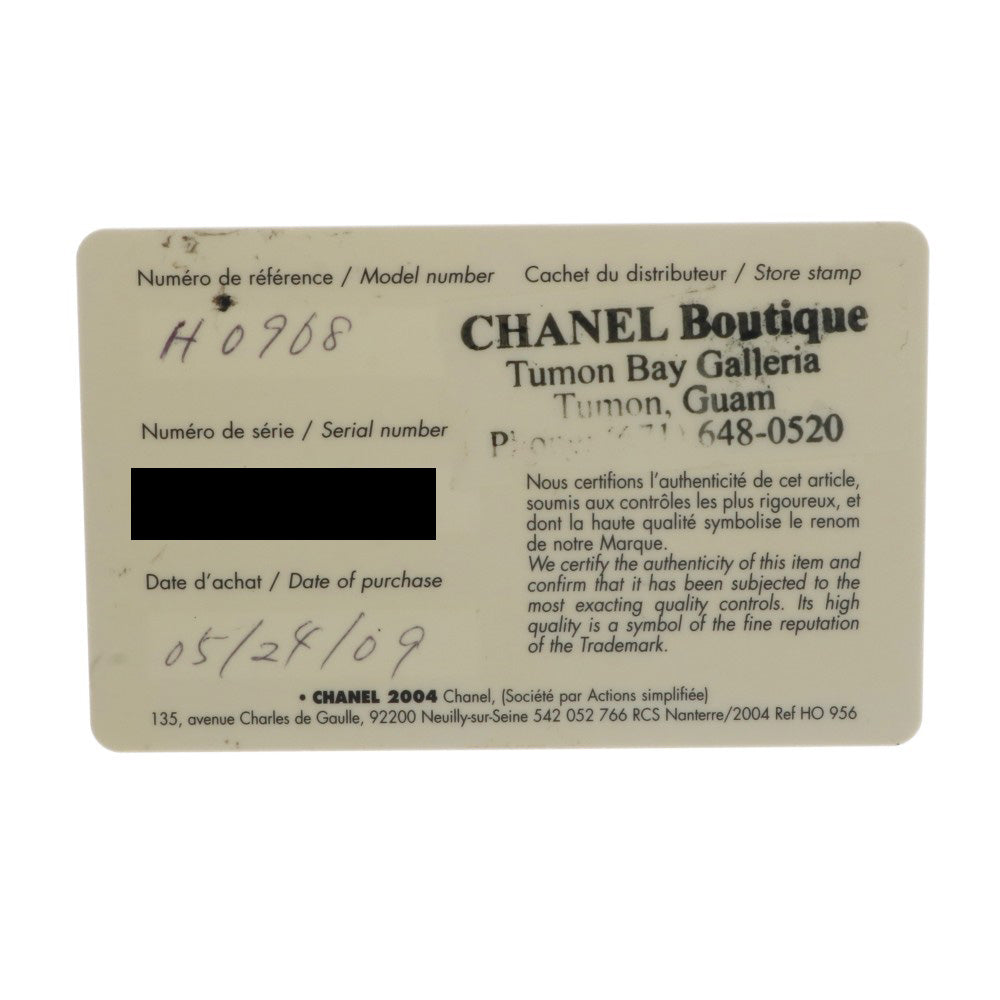 Numéro de référence / Model number
H 0968
Numéro de série / Serial number
Date d'achat / Date of purchase
05/24/09
Cachet du distributeur / Store stamp
CHANEL Boutique
Tumon Bay Galleria
Tumon, Guam
648-0520
Nous certifions l'authenticité de cet article,
soumis aux contrôles les plus rigoureux, et
dont la haute qualité symbolise le renom
de notre Marque.
We certify the authenticity of this item and
confirm that it has been subjected to the
most exacting quality controls. Its high
quality is a symbol of the fine reputation
of the Trademark.
• CHANEL 2004 Chanel, (Société par Actions simplifiée)
135, avenue Charles de Gaulle, 92200 Neuilly-sur-Seine 542 052 766 RCS Nanterre/2004 Ref HO 956